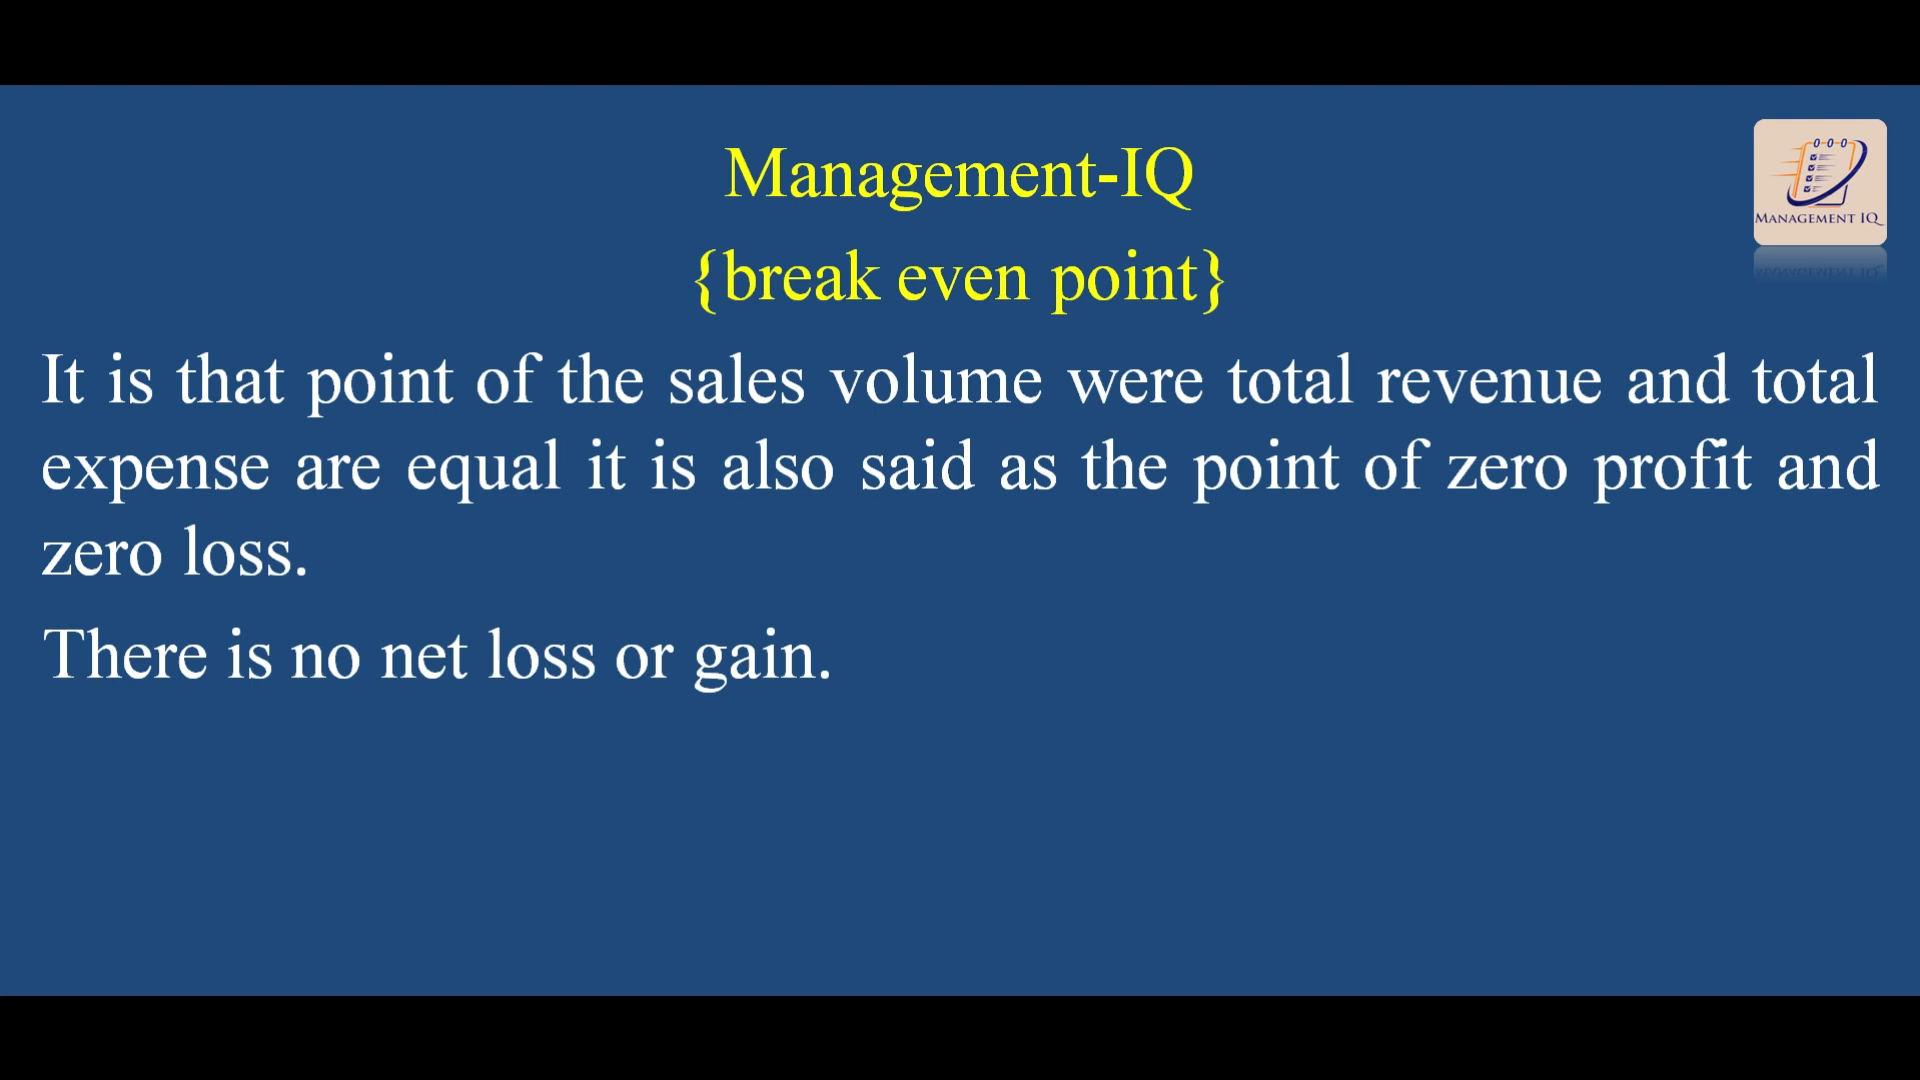 Management-IQ
{break even point}
MANAGEMENT IQ
It is that point of the sales volume were total revenue and total
expense are equal it is also said as the point of zero profit and
zero loss.
There is no net loss or gain.